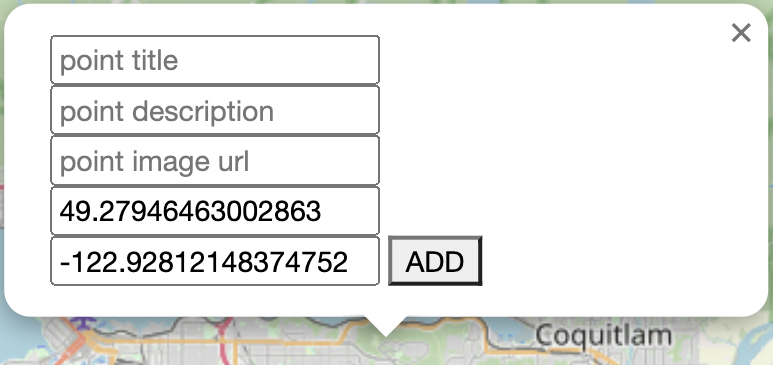 ×
point title
point description
point image url
49.27946463002863
-122.92812148374752 ADD
Coquitlam